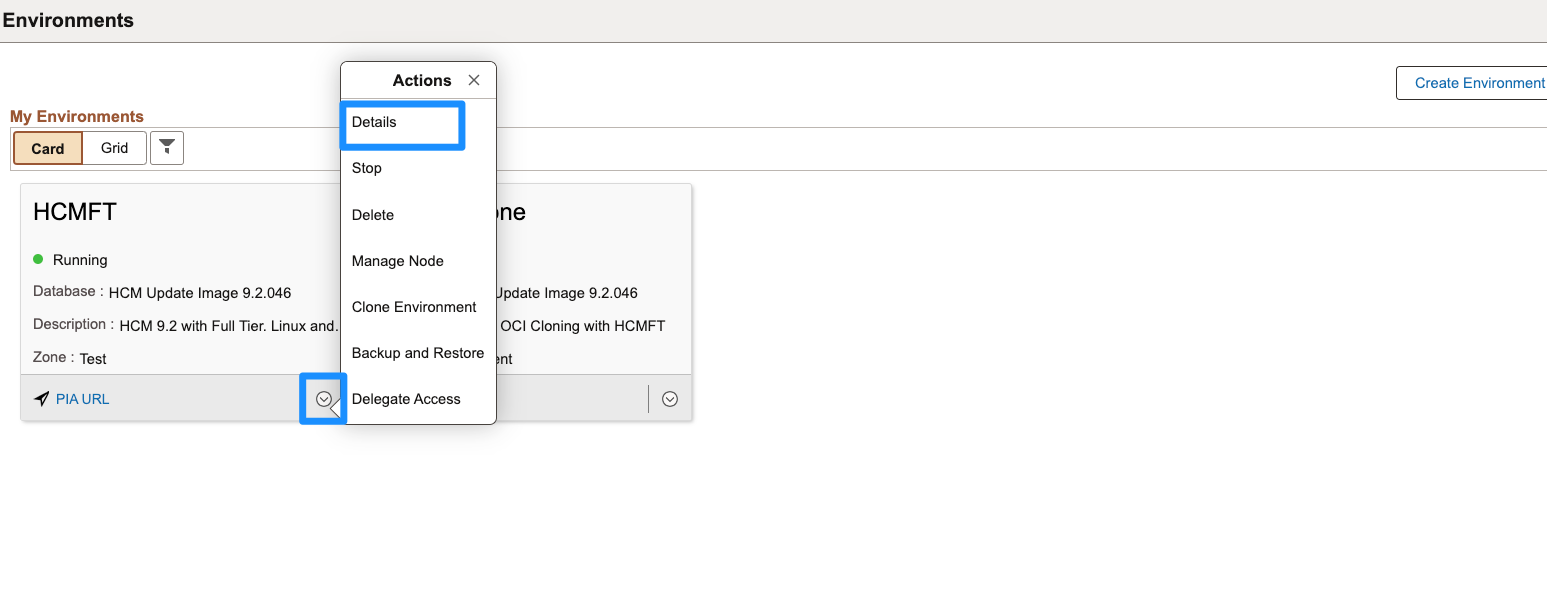 Environments
Create Environment
My Environments
Card
Grid
HCMFT
Running
Database : HCM Update Image 9.2.046
Description : HCM 9.2 with Full Tier. Linux and...
Zone : Test
PIA URL
Actions
Details
Stop
Delete
Manage Node
Clone Environment
Backup and Restore
Delegate Access
Update Image 9.2.046
OCI Cloning with HCMFT